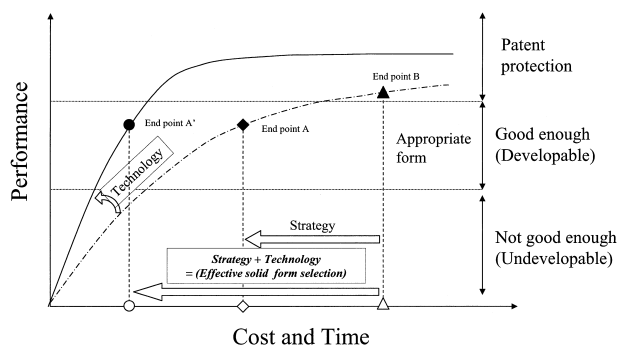 Performance
Patent
protection
End point B
End point A'
End point A
Good enough
(Developable)
Appropriate
form
Technology
Strategy
Not good enough
(Undevelopable)
Strategy + Technology
= (Effective solid form selection)
Cost and Time